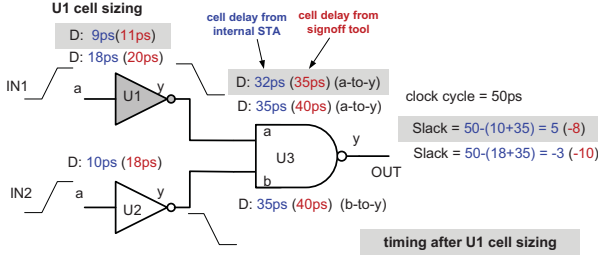 U1 cell sizing
cell delay from internal STA
cell delay from signoff tool
D: 9ps(11ps)
D: 18ps (20ps)
IN1
a
U1
y
D: 32ps (35ps) (a-to-y)
D: 35ps (40ps) (a-to-y)
clock cycle = 50ps
Slack = 50-(10+35) = 5 (-8)
Slack = 50-(18+35) = -3 (-10)
a
y
U3
b
OUT
D: 10ps (18ps)
IN2
a
y
U2
D: 35ps (40ps) (b-to-y)
timing after U1 cell sizing